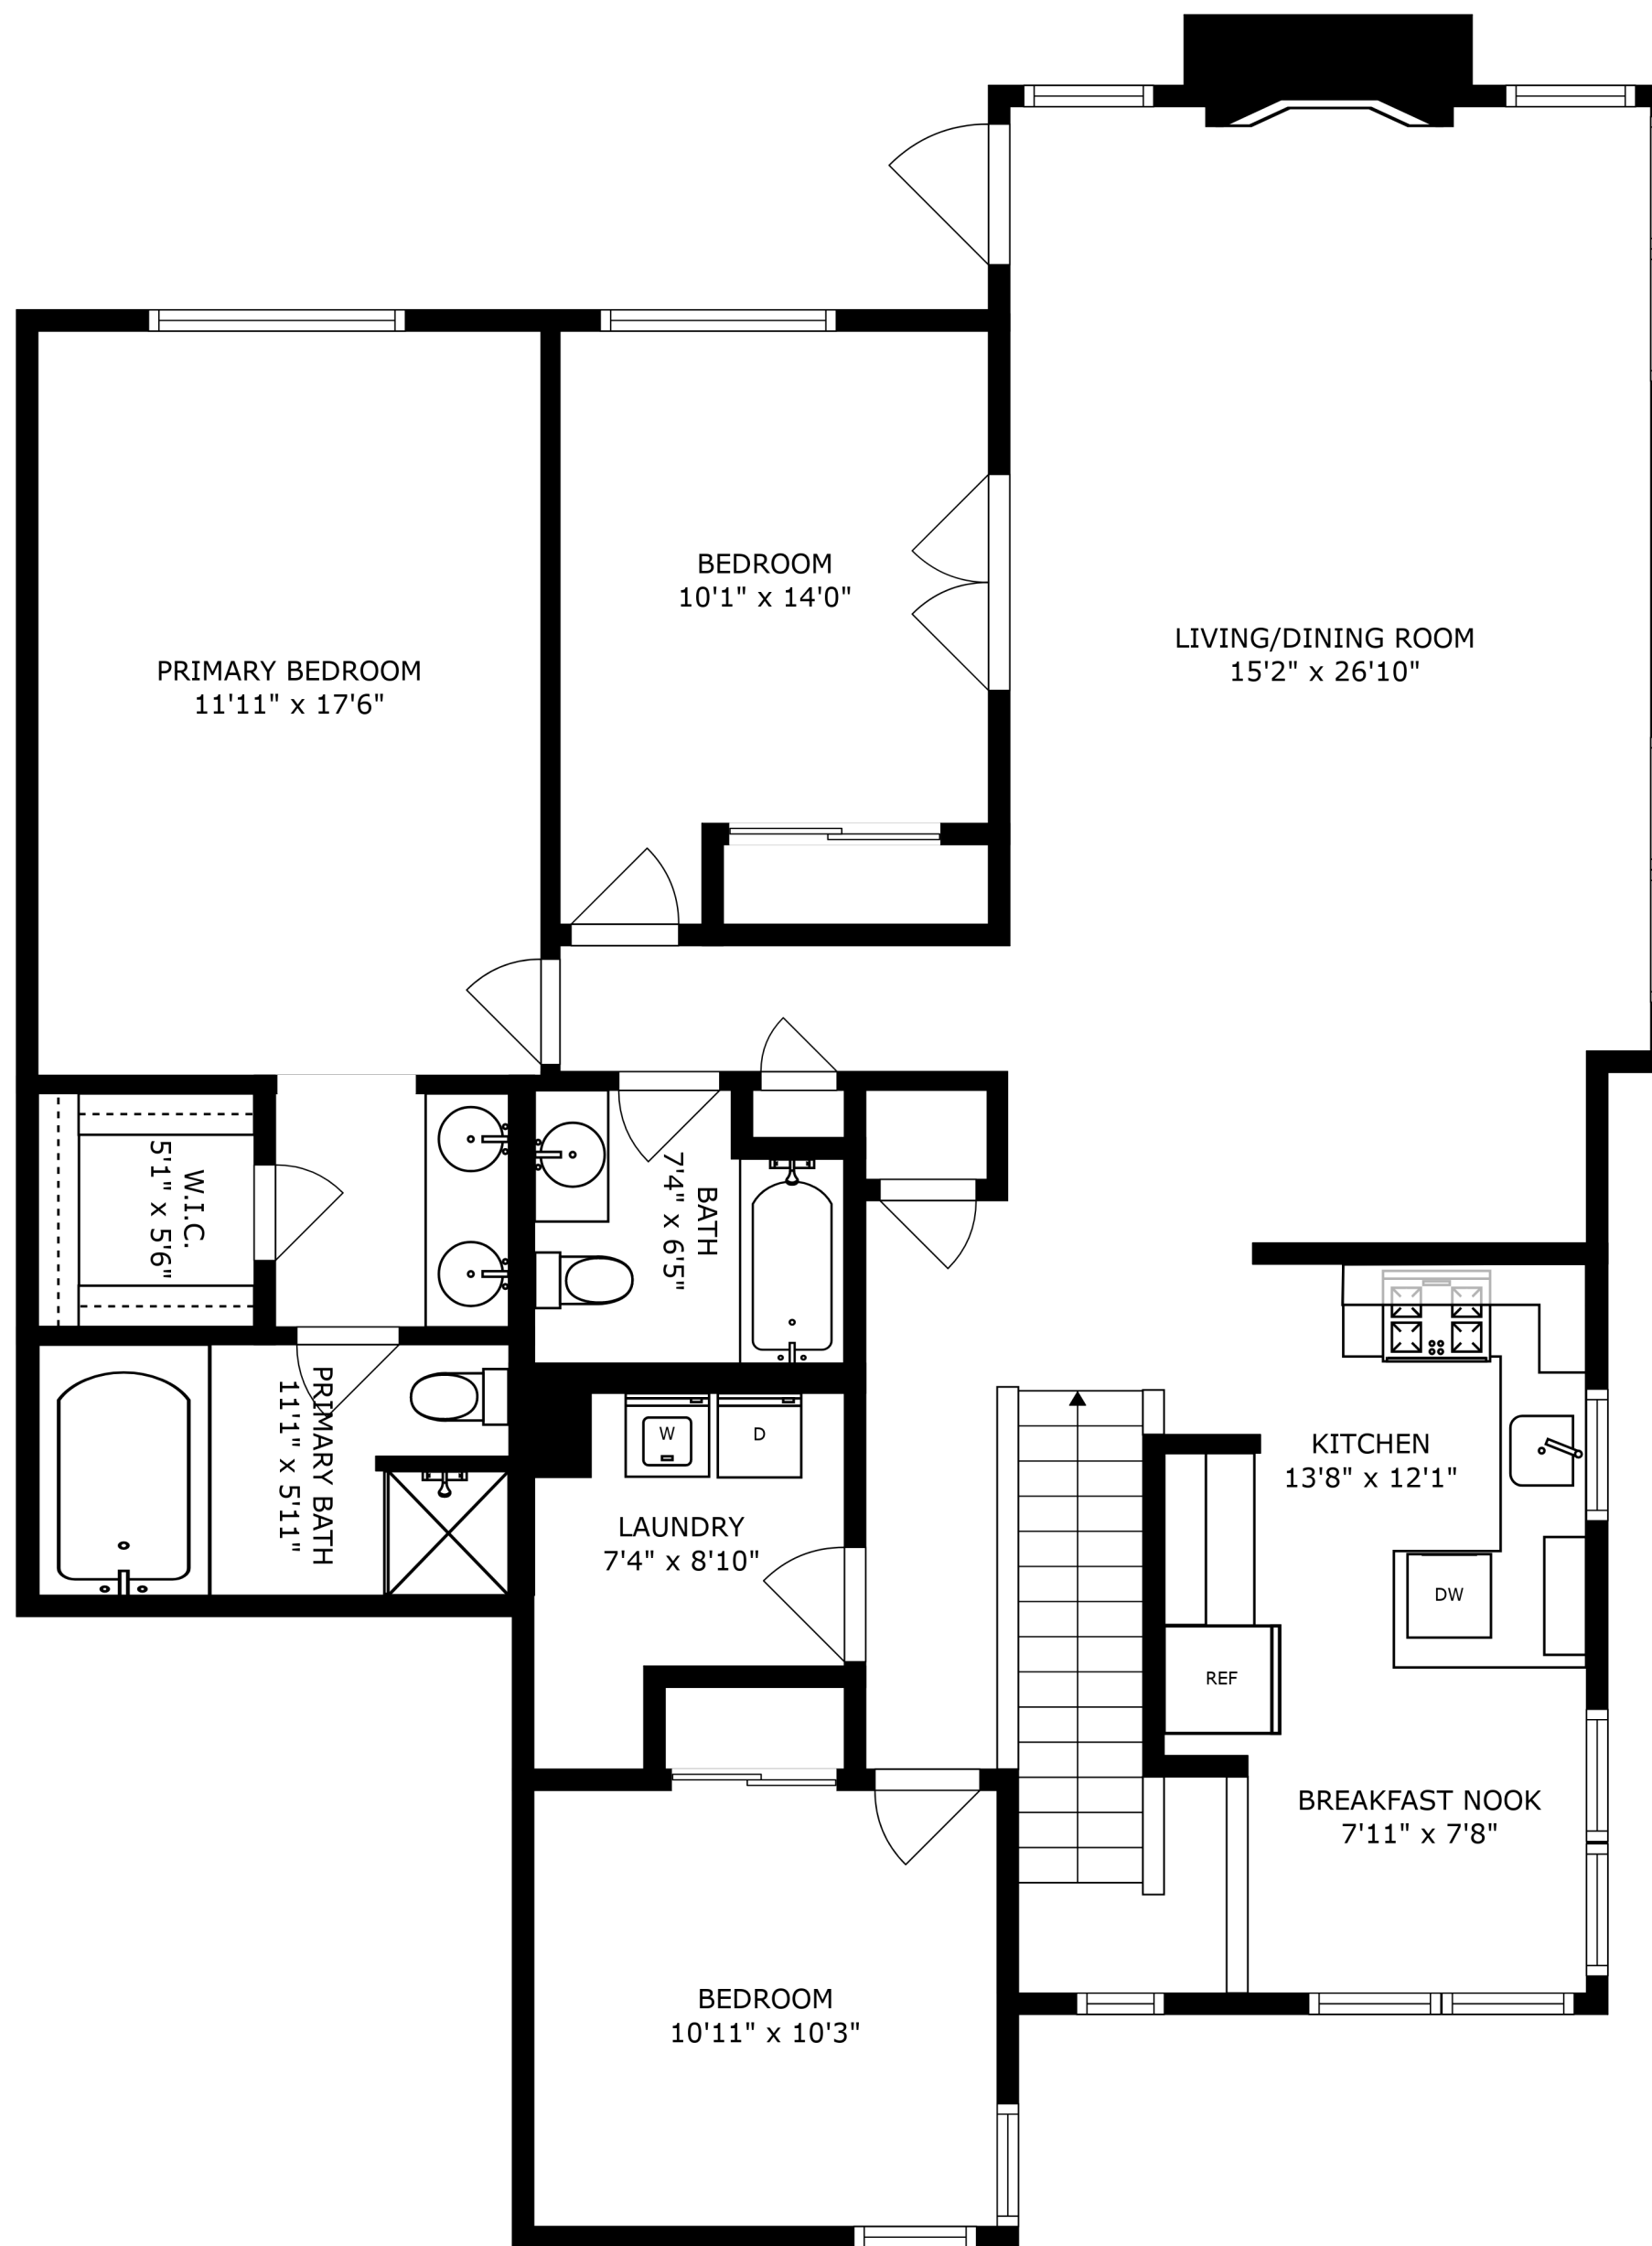 BEDROOM
10'1" x 14'0"
LIVING/DINING ROOM
15'2" x 26'10"
PRIMARY BEDROOM
11'11" x 17'6"
W.I.C.
5'1" x 5'6"
BATH
7'4" x 6'5"
PRIMARY BATH
11'1" x 5'11"
W
D
LAUNDRY
7'4" x 8'10"
KITCHEN
13'8" x 12'1"
DW
REF
BREAKFAST NOOK
7'11" x 7'8"
BEDROOM
10'11" x 10'3"